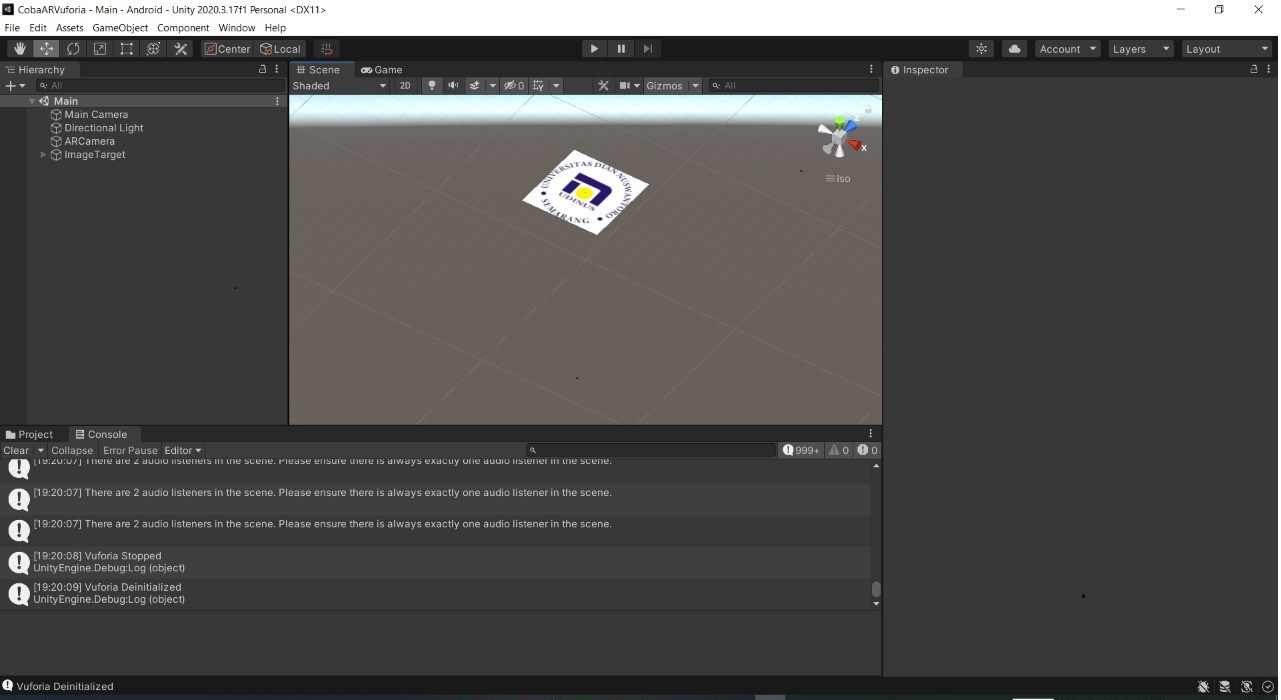 CobaARVuforia - Main - Android - Unity 2020.3.17f1 Personal <DX11>
File Edit Assets GameObject Component Window Help
Center Local Account Layers Layout
Hierarchy
All
Main
Main Camera
Directional Light
ARCamera
ImageTarget
Scene Game
Shaded 2D 0 Gizmos All
z
x
Iso
UNIVERSITAS DIAN NUSWANTORO
UDINUS
SEMARANG
Inspector
Project Console
Clear Collapse Error Pause Editor 999+ 0 0
[19:20:07] There are 2 audio listeners in the scene. Please ensure there is always exactly one audio listener in the scene.
[19:20:07] There are 2 audio listeners in the scene. Please ensure there is always exactly one audio listener in the scene.
[19:20:07] There are 2 audio listeners in the scene. Please ensure there is always exactly one audio listener in the scene.
[19:20:08] Vuforia Stopped
UnityEngine.Debug:Log (object)
[19:20:09] Vuforia Deinitialized
UnityEngine.Debug:Log (object)
Vuforia Deinitialized